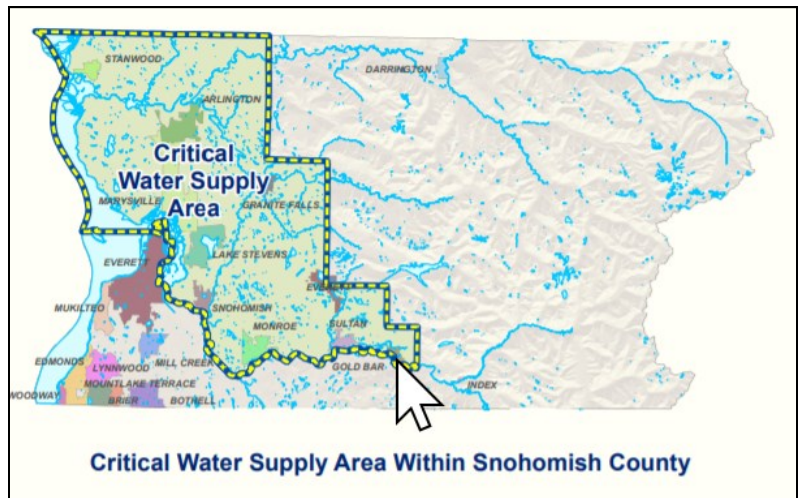 STANWOOD
DARRINGTON
ARLINGTON
Critical
Water Supply
Area
MARYSVILLE
GRANITE FALLS
LAKE STEVENS
EVERETT
MUKILTEO
SNOHOMISH
MONROE
SULTAN
EDMONDS
LYNNWOOD
MILL CREEK
GOLD BAR
MOUNTLAKE TERRACE
INDEX
WOODWAY
BRIER
BOTHELL
Critical Water Supply Area Within Snohomish County